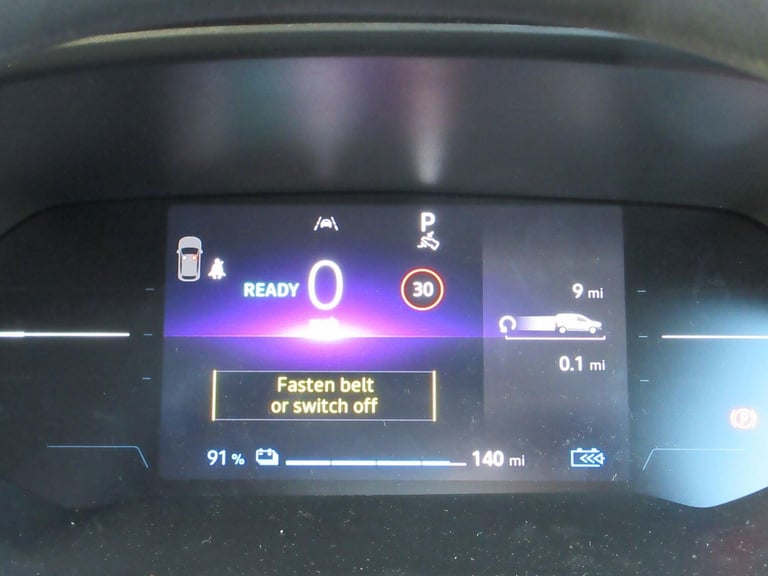 P
READY 0 30
9 mi
0.1 mi
Fasten belt
or switch off
91 % 140 mi
P